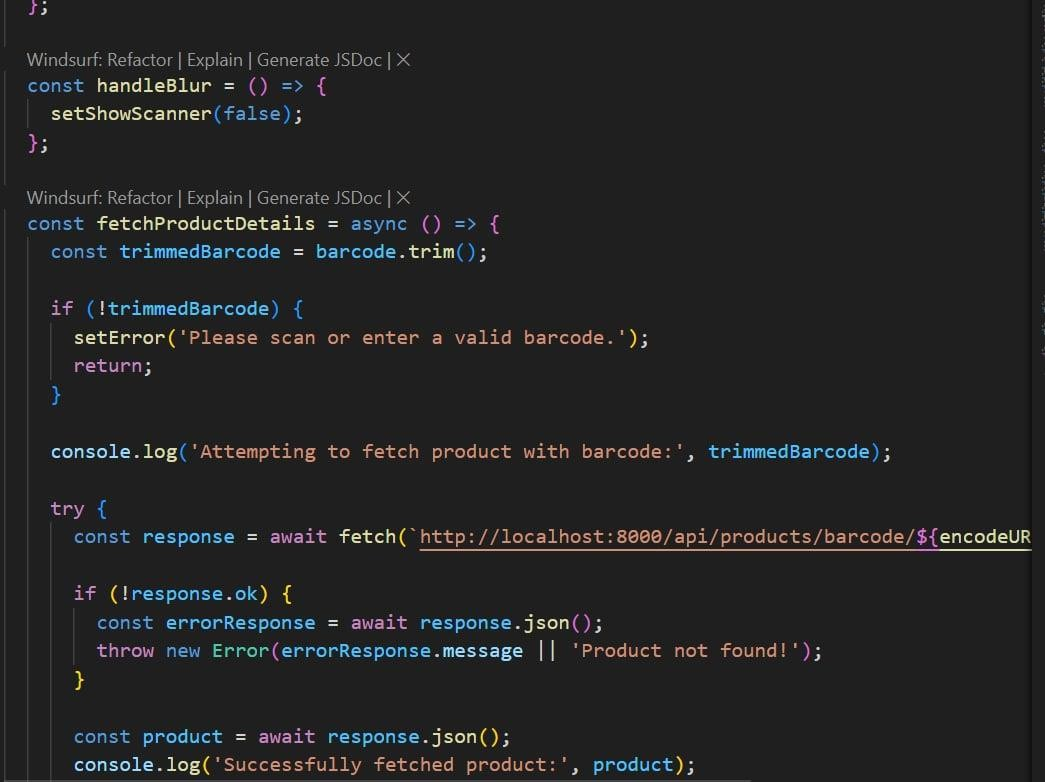 };
Windsurf: Refactor | Explain | Generate JSDoc | ×
const handleBlur = () => {
setShowScanner(false);
};
Windsurf: Refactor | Explain | Generate JSDoc | ×
const fetchProductDetails = async () => {
const trimmedBarcode = barcode.trim();
if (!trimmedBarcode) {
setError('Please scan or enter a valid barcode.');
return;
}
console.log('Attempting to fetch product with barcode:', trimmedBarcode);
try {
const response = await fetch(`http://localhost:8000/api/products/barcode/${encodeUR
if (!response.ok) {
const errorResponse = await response.json();
throw new Error(errorResponse.message || 'Product not found!');
}
const product = await response.json();
console.log('Successfully fetched product:', product);